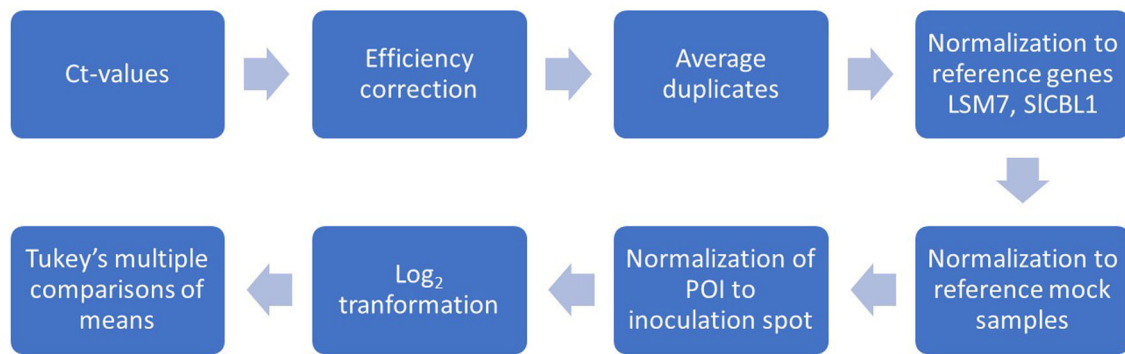 Ct-values
Efficiency
correction
Average
duplicates
Normalization to
reference genes
LSM7, SlCBL1
Normalization to
reference mock
samples
Normalization of
POI to
inoculation spot
Log₂
tranformation
Tukey’s multiple
comparisons of
means